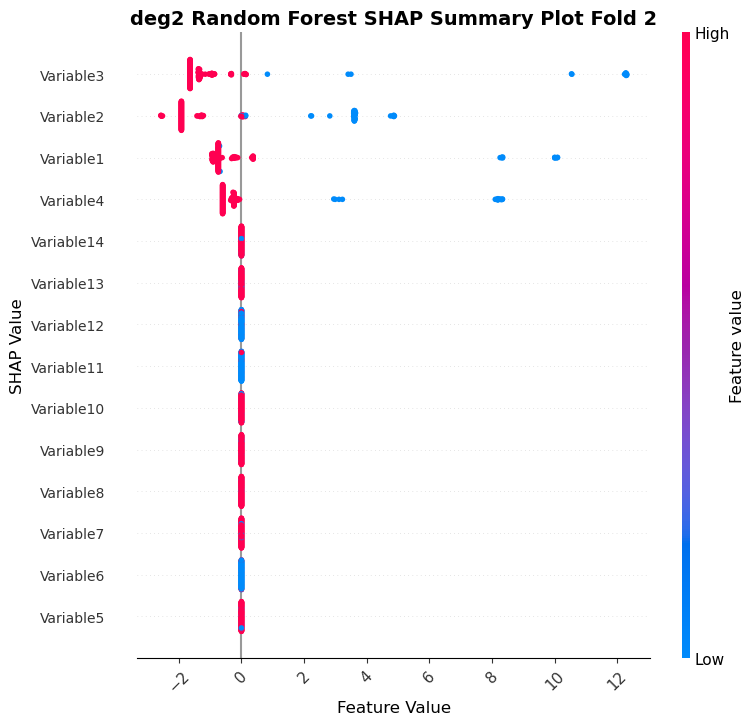 deg2 Random Forest SHAP Summary Plot Fold 2
High
Variable3
Variable2
Variable1
Variable4
Variable14
Variable13
Variable12
Variable11
Variable10
Variable9
Variable8
Variable7
Variable6
Variable5
SHAP Value
Feature value
Low
−2
0
2
4
6
8
10
12
Feature Value